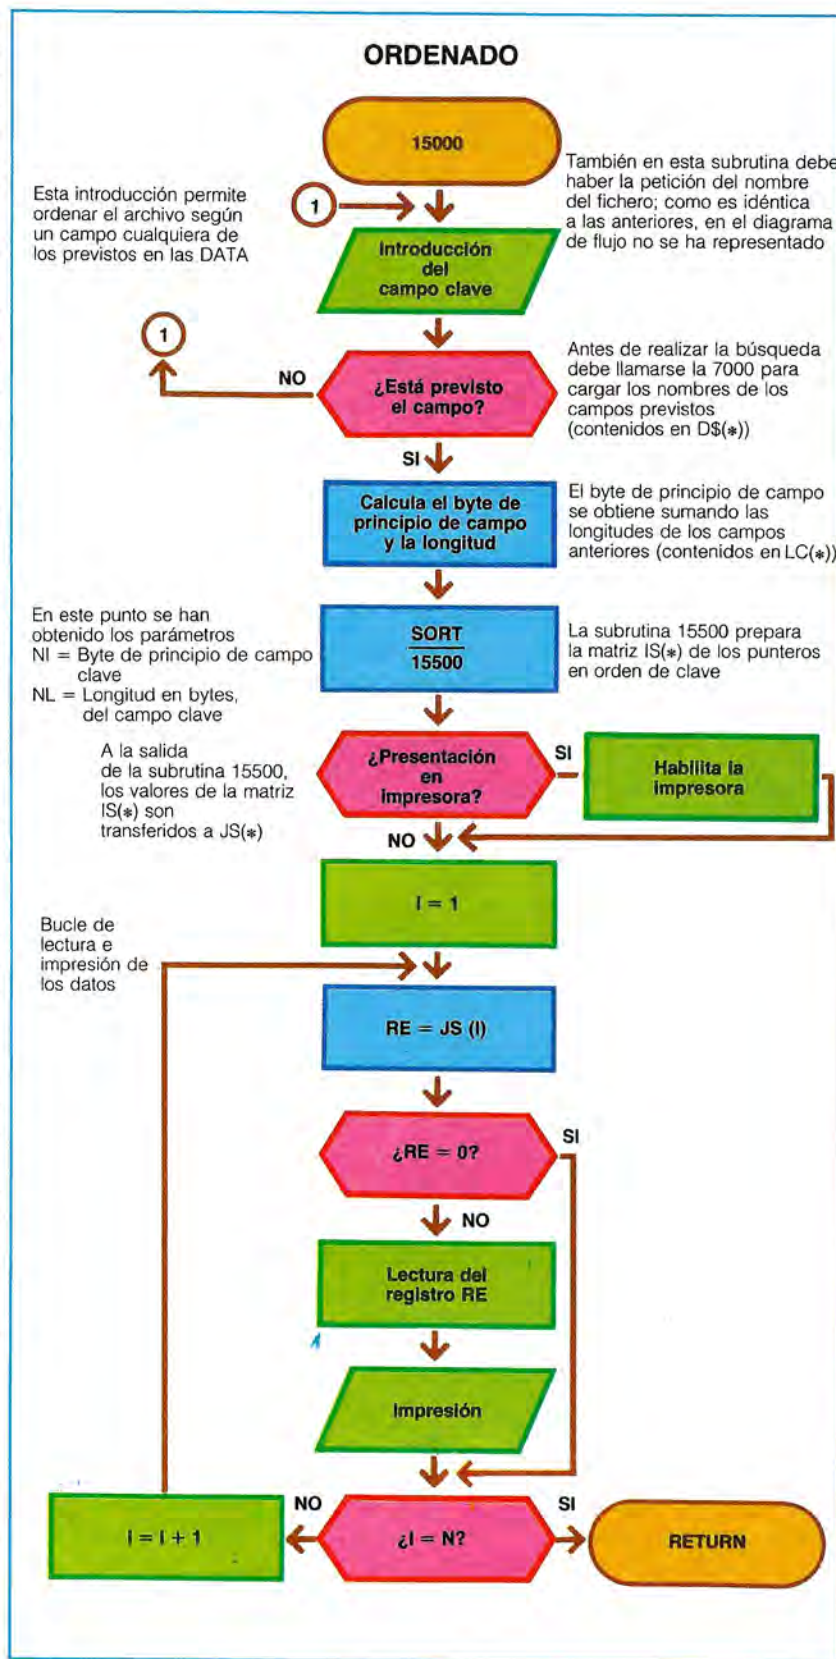 ORDENADO
15000
Esta introducción permite
ordenar el archivo según
un campo cualquiera de
los previstos en las DATA
1
También en esta subrutina debe
haber la petición del nombre
del fichero; como es idéntica
a las anteriores, en el diagrama
de flujo no se ha representado
Introducción
del
campo clave
1
NO
¿Está previsto
el campo?
Antes de realizar la búsqueda
debe llamarse la 7000 para
cargar los nombres de los
campos previstos
(contenidos en D$(*))
SI
Calcula el byte de
principio de campo
y la longitud
El byte de principio de campo
se obtiene sumando las
longitudes de los campos
anteriores (contenidos en LC(*))
En este punto se han
obtenido los parámetros
NI = Byte de principio de campo
clave
NL = Longitud en bytes,
del campo clave
SORT
15500
La subrutina 15500 prepara
la matriz IS(*) de los punteros
en orden de clave
A la salida
de la subrutina 15500,
los valores de la matriz
IS(*) son
transferidos a JS(*)
¿Presentación
en
impresora?
SI
Habilita la
impresora
NO
I = 1
Bucle de
lectura e
impresión de
los datos
RE = JS (I)
¿RE = 0?
SI
NO
Lectura del
registro RE
Impresión
I = I + 1
NO
¿I = N?
SI
RETURN